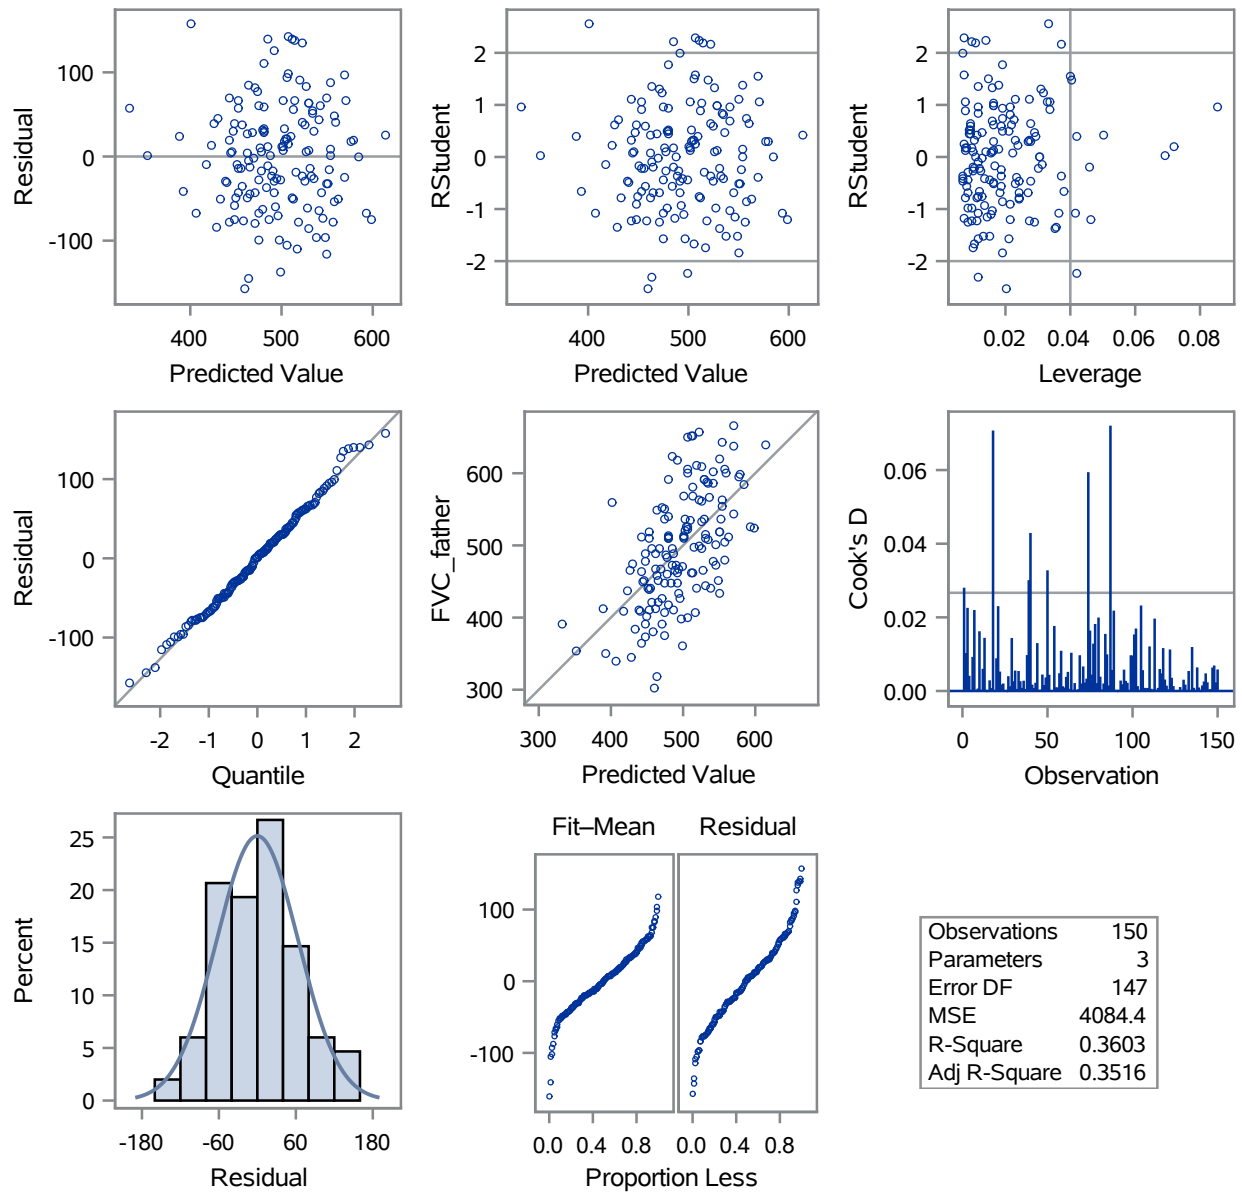 Residual
100
0
-100
400 500 600
Predicted Value
RStudent
2
1
0
-1
-2
400 500 600
Predicted Value
RStudent
2
1
0
-1
-2
0.02 0.04 0.06 0.08
Leverage
Residual
100
0
-100
-2 -1 0 1 2
Quantile
FVC_father
600
500
400
300
300 400 500 600
Predicted Value
Cook's D
0.06
0.04
0.02
0.00
0 50 100 150
Observation
Percent
25
20
15
10
5
0
-180 -60 60 180
Residual
Fit–Mean Residual
100
0
-100
0.0 0.4 0.8 0.0 0.4 0.8
Proportion Less
Observations 150
Parameters 3
Error DF 147
MSE 4084.4
R-Square 0.3603
Adj R-Square 0.3516